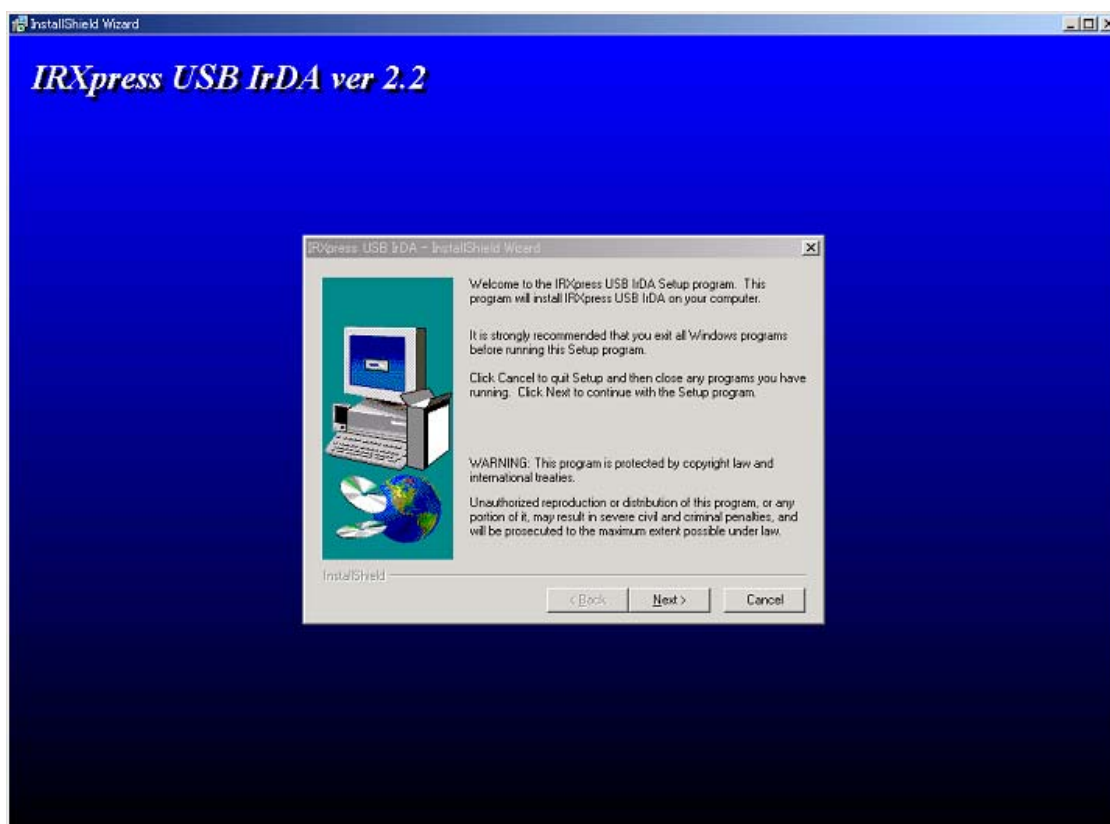 InstallShield Wizard
IRXpress USB IrDA ver 2.2
IRXpress USB IrDA - InstallShield Wizard
Welcome to the IRXpress USB IrDA Setup program. This
program will install IRXpress USB IrDA on your computer.
It is strongly recommended that you exit all Windows programs
before running this Setup program.
Click Cancel to quit Setup and then close any programs you have
running. Click Next to continue with the Setup program.
WARNING: This program is protected by copyright law and
international treaties.
Unauthorized reproduction or distribution of this program, or any
portion of it, may result in severe civil and criminal penalties, and
will be prosecuted to the maximum extent possible under law.
InstallShield
< Back
Next >
Cancel